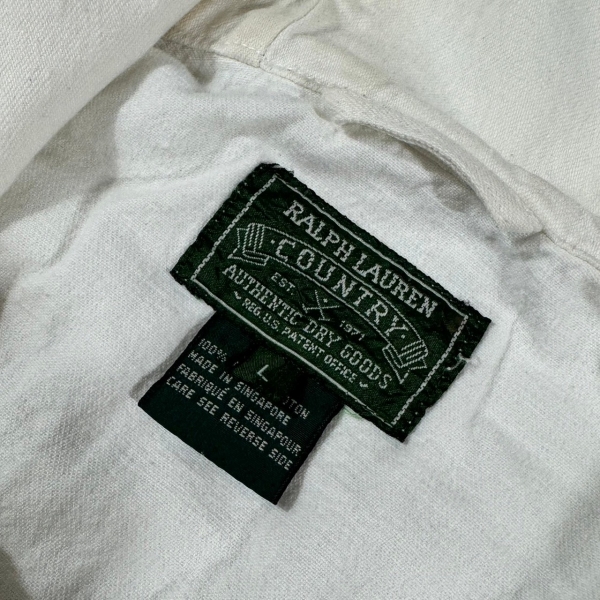 RALPH LAUREN
COUNTRY
EST. 1971
AUTHENTIC DRY GOODS
~ REG. U.S. PATENT OFFICE ~
L
100% COTTON
MADE IN SINGAPORE
FABRIQUE EN SINGAPOUR
CARE SEE REVERSE SIDE